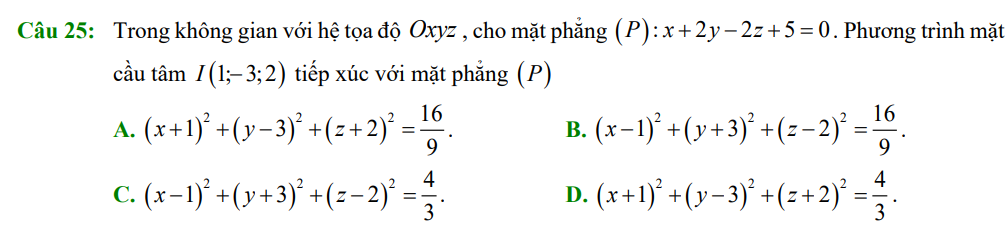 Câu 25: Trong không gian với hệ tọa độ Oxyz , cho mặt phẳng (P): x+2y−2z+5=0. Phương trình mặt
cầu tâm I(1;−3;2) tiếp xúc với mặt phẳng (P)
A. (x+1)² +(y−3)² +(z+2)² = 16/9 . B. (x−1)² +(y+3)² +(z−2)² = 16/9 .
C. (x−1)² +(y+3)² +(z−2)² = 4/3 . D. (x+1)² +(y−3)² +(z+2)² = 4/3 .